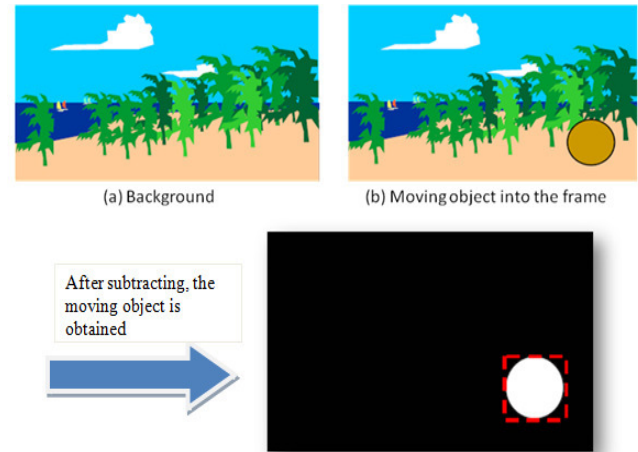 (a) Background
(b) Moving object into the frame
After subtracting, the
moving object is
obtained